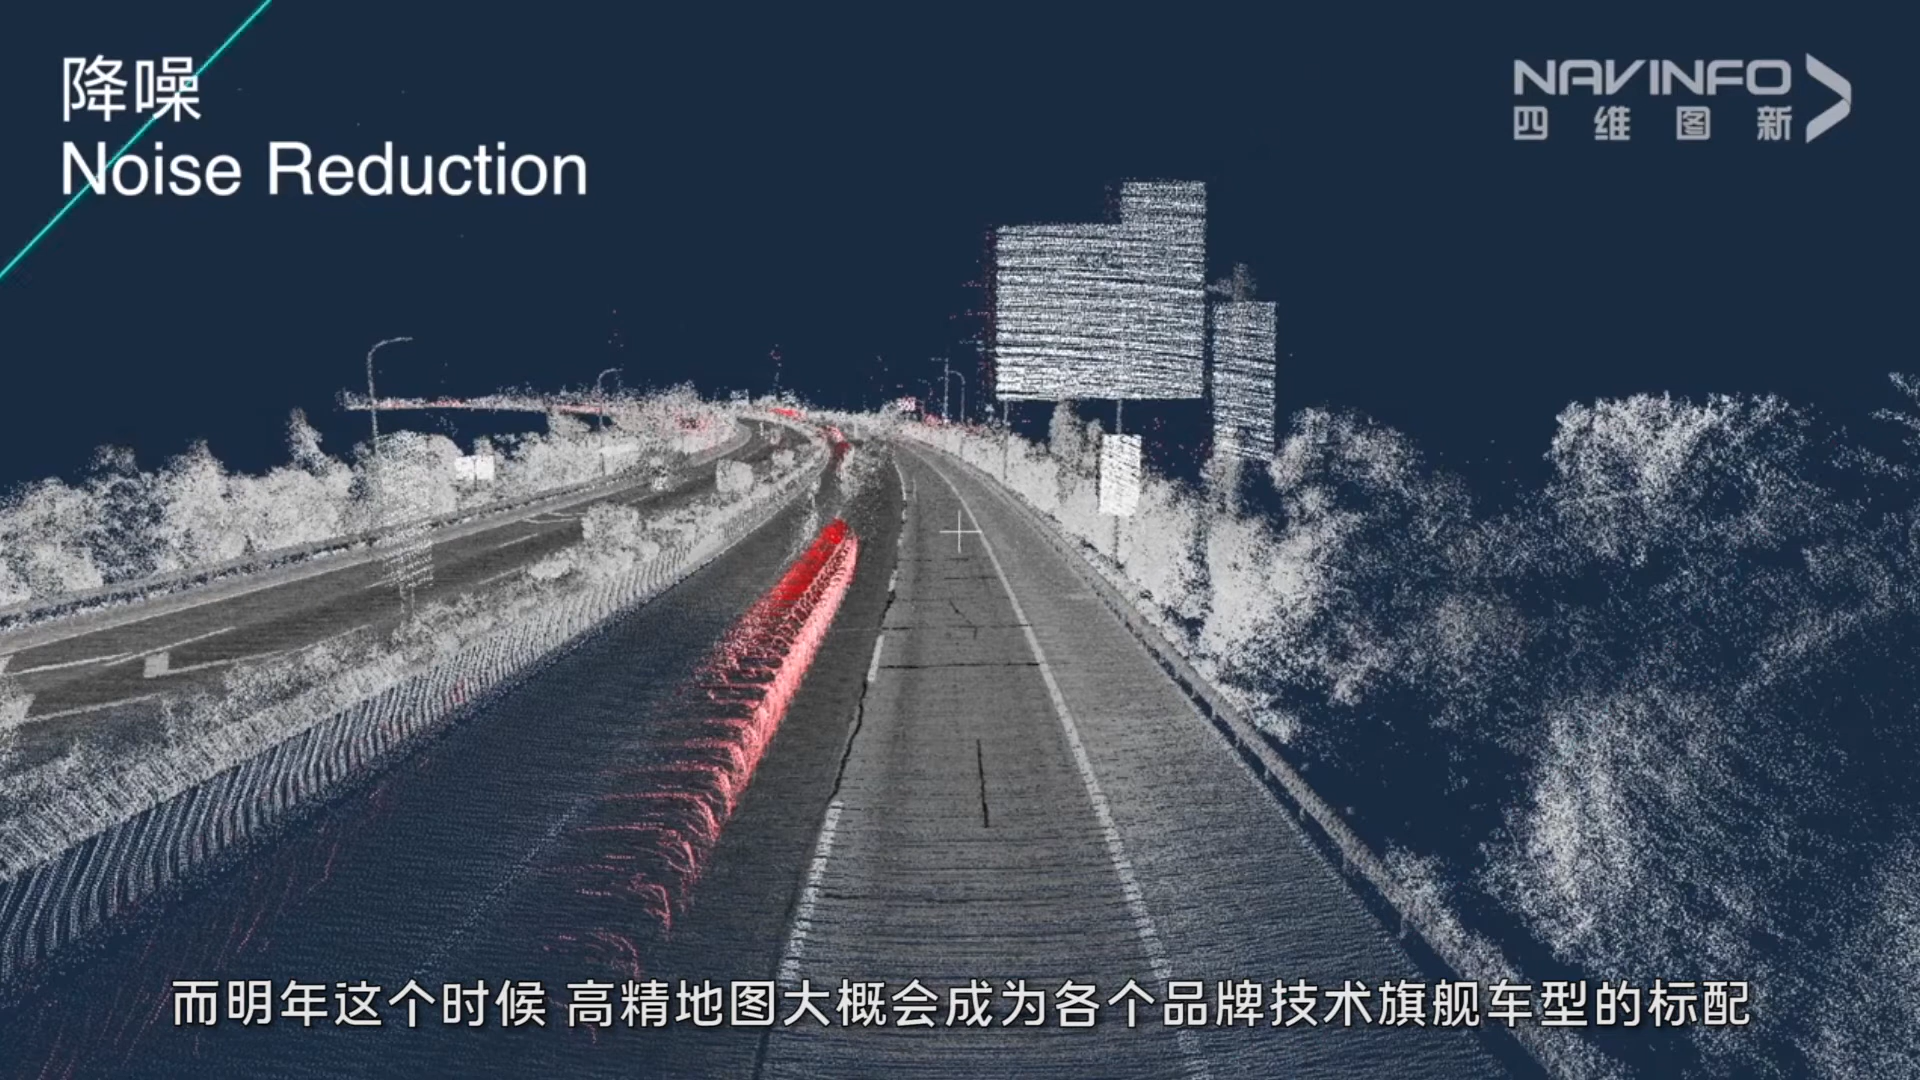 降噪
Noise Reduction
NAVINFO
四维图新
而明年这个时候 高精地图大概会成为各个品牌技术旗舰车型的标配